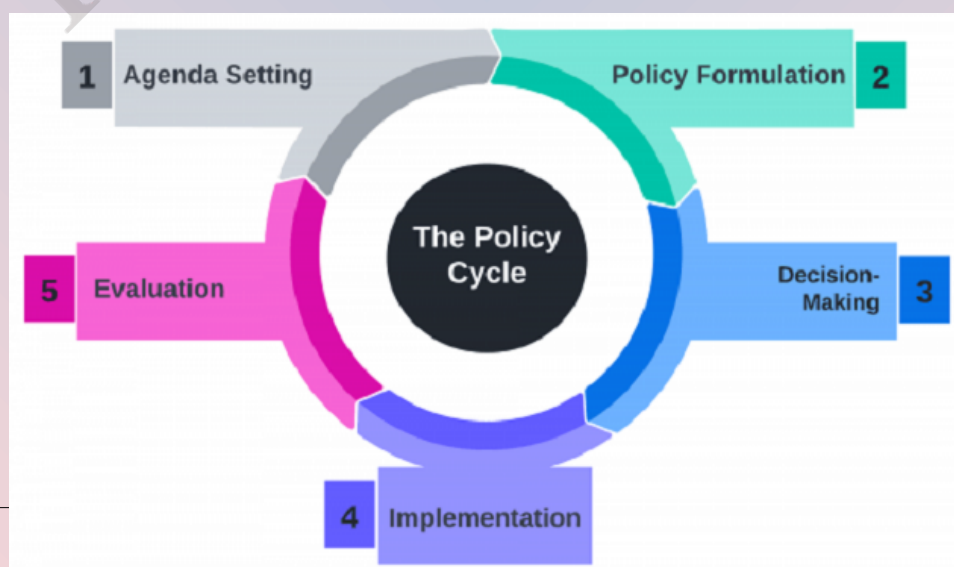 1
Agenda Setting
Policy Formulation
2
The Policy
Cycle
Decision-
Making
3
5
Evaluation
4
Implementation